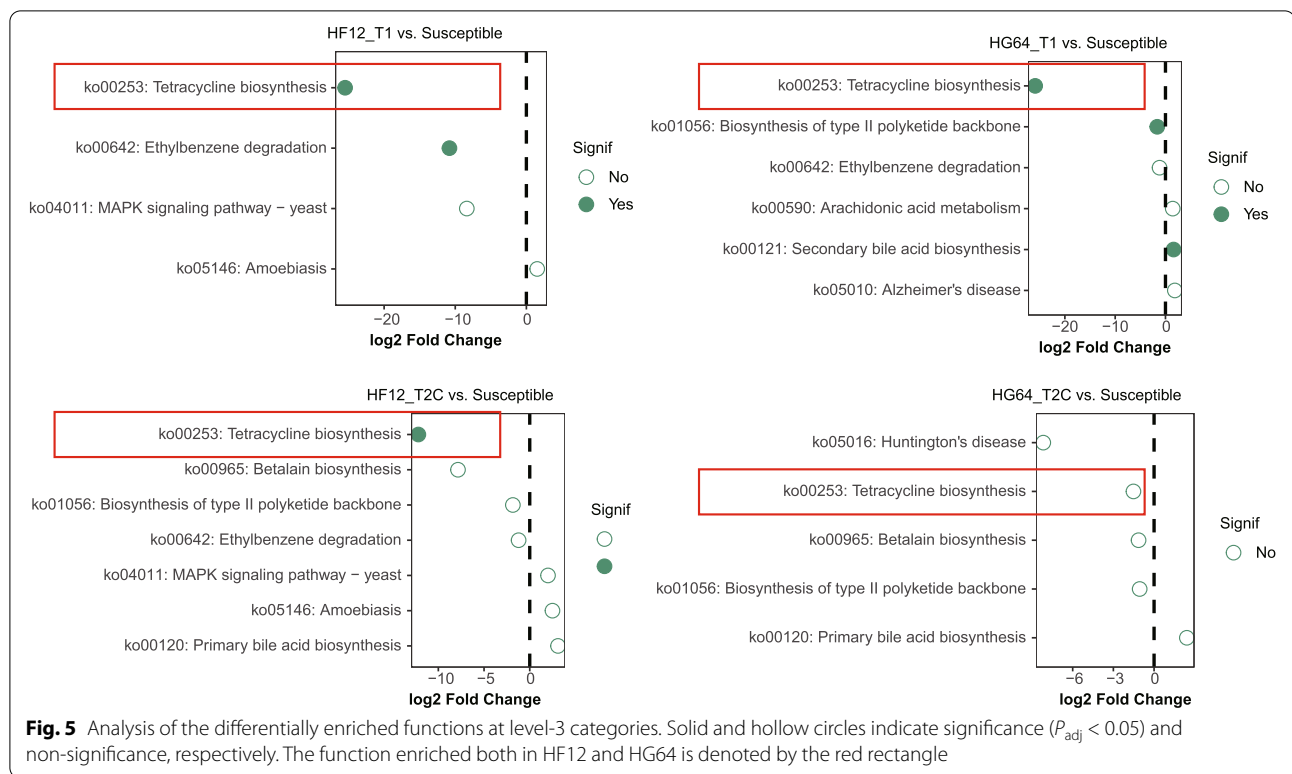 HF12_T1 vs. Susceptible
ko00253: Tetracycline biosynthesis
ko00642: Ethylbenzene degradation
ko04011: MAPK signaling pathway − yeast
ko05146: Amoebiasis
−20 −10 0
log2 Fold Change
Signif
No
Yes
HG64_T1 vs. Susceptible
ko00253: Tetracycline biosynthesis
ko01056: Biosynthesis of type II polyketide backbone
ko00642: Ethylbenzene degradation
ko00590: Arachidonic acid metabolism
ko00121: Secondary bile acid biosynthesis
ko05010: Alzheimer's disease
−20 −10 0
log2 Fold Change
Signif
No
Yes
HF12_T2C vs. Susceptible
ko00253: Tetracycline biosynthesis
ko00965: Betalain biosynthesis
ko01056: Biosynthesis of type II polyketide backbone
ko00642: Ethylbenzene degradation
ko04011: MAPK signaling pathway − yeast
ko05146: Amoebiasis
ko00120: Primary bile acid biosynthesis
−10 −5 0
log2 Fold Change
Signif
HG64_T2C vs. Susceptible
ko05016: Huntington's disease
ko00253: Tetracycline biosynthesis
ko00965: Betalain biosynthesis
ko01056: Biosynthesis of type II polyketide backbone
ko00120: Primary bile acid biosynthesis
−6 −3 0
log2 Fold Change
Signif
No
Fig. 5 Analysis of the differentially enriched functions at level-3 categories. Solid and hollow circles indicate significance (P adj < 0.05) and
non-significance, respectively. The function enriched both in HF12 and HG64 is denoted by the red rectangle